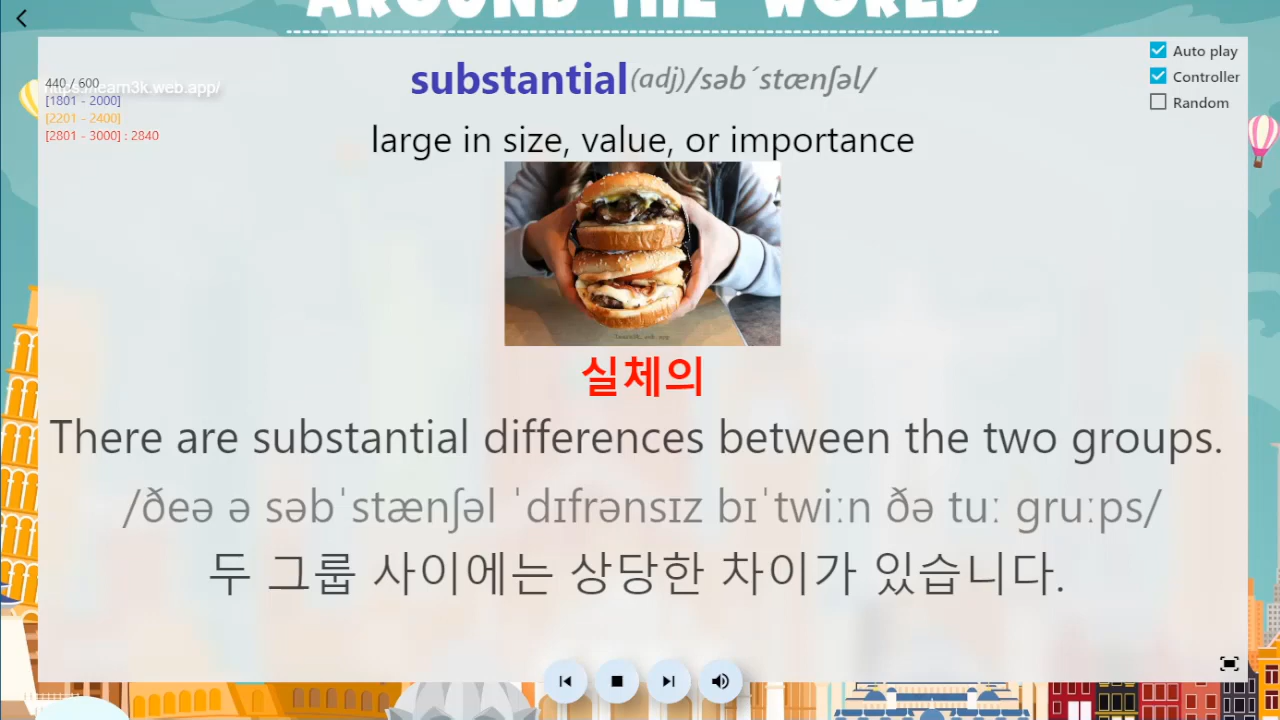 AROUND THE WORLD
substantial(adj)/səb´stænʃəl/
Auto play
Controller
Random
440 / 600
https://learn3k.web.app/
[1801 - 2000]
[2201 - 2400]
[2801 - 3000] : 2840
large in size, value, or importance
learn3k.web.app
실체의
There are substantial differences between the two groups.
/ðeə ə səbˈstænʃəl ˈdɪfrənsɪz bɪˈtwiːn ðə tuː gruːps/
두 그룹 사이에는 상당한 차이가 있습니다.